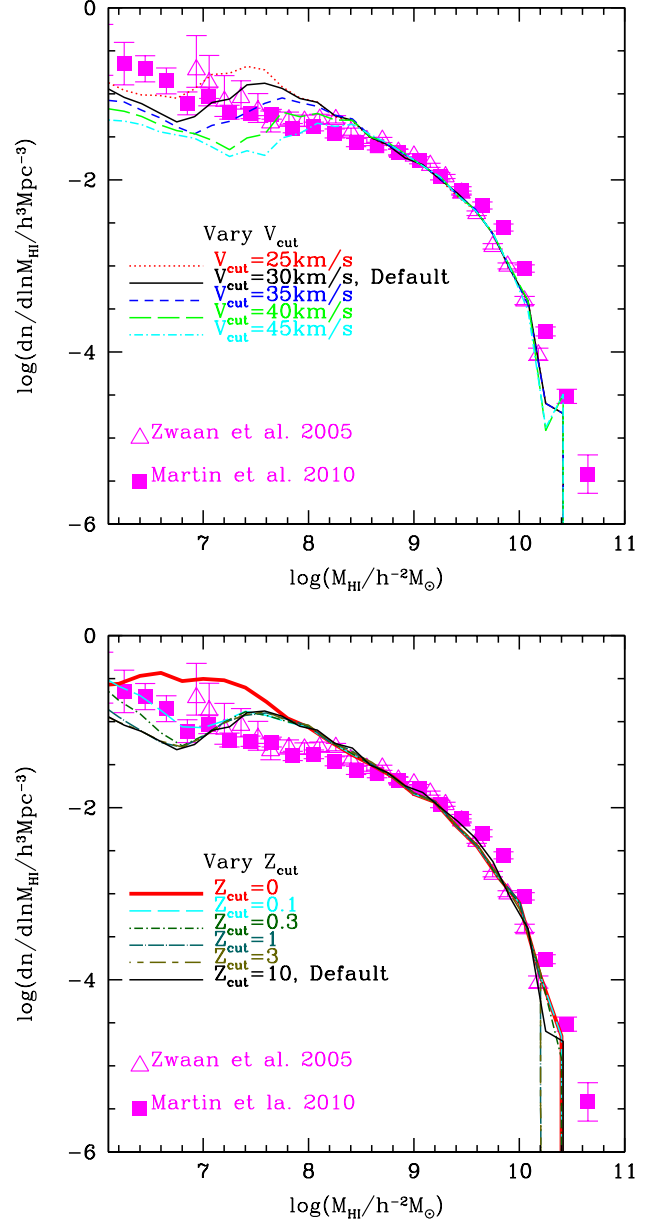 0
−2
−4
−6
log(dn/dlnM_HI/h³Mpc⁻³)
Vary V_cut
V_cut=25km/s
V_cut=30km/s, Default
V_cut=35km/s
V_cut=40km/s
V_cut=45km/s
Zwaan et al. 2005
Martin et al. 2010
7 8 9 10 11
log(M_HI/h⁻²M_⊙)
0
−2
−4
−6
log(dn/dlnM_HI/h³Mpc⁻³)
Vary Z_cut
Z_cut=0
Z_cut=0.1
Z_cut=0.3
Z_cut=1
Z_cut=3
Z_cut=10, Default
Zwaan et al. 2005
Martin et la. 2010
7 8 9 10 11
log(M_HI/h⁻²M_⊙)